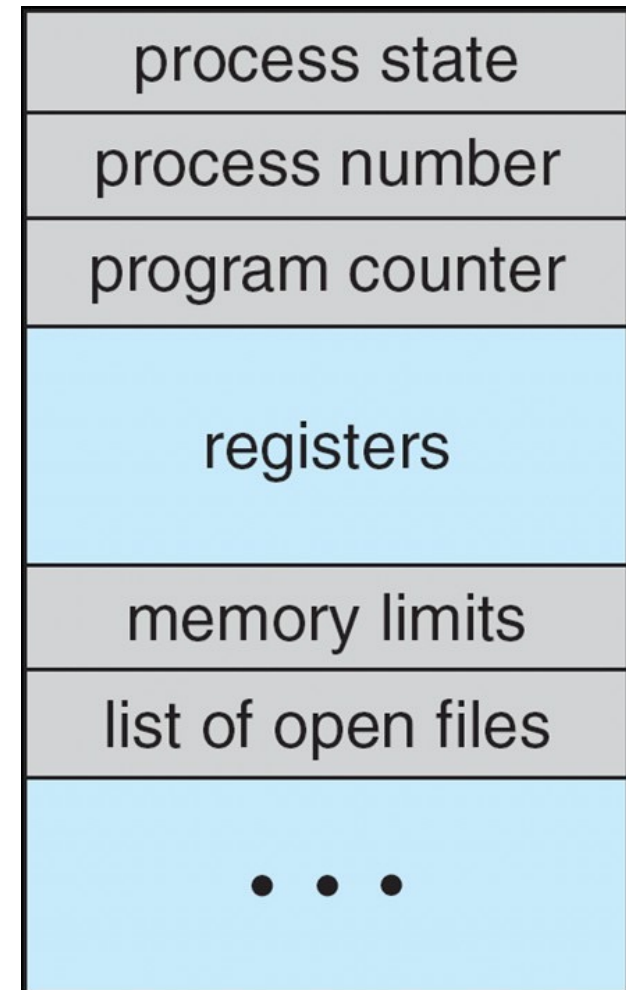 process state
process number
program counter
registers
memory limits
list of open files
• • •